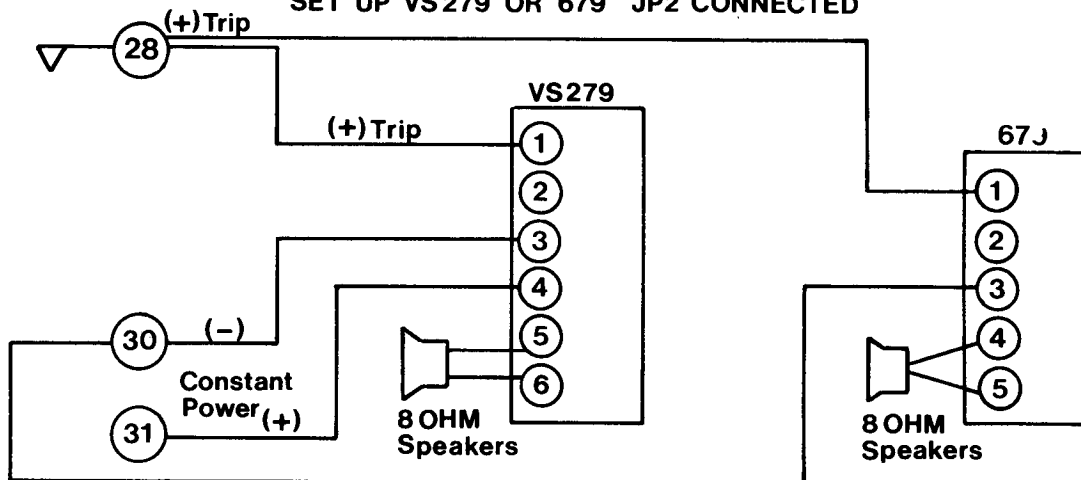 SET UP VS279 OR 679 JP2 CONNECTED
(+) Trip
28
VS279
(+) Trip
1
2
3
4
5
6
67
1
2
3
4
5
30
(-)
Constant
Power (+)
31
8 OHM
Speakers
8 OHM
Speakers